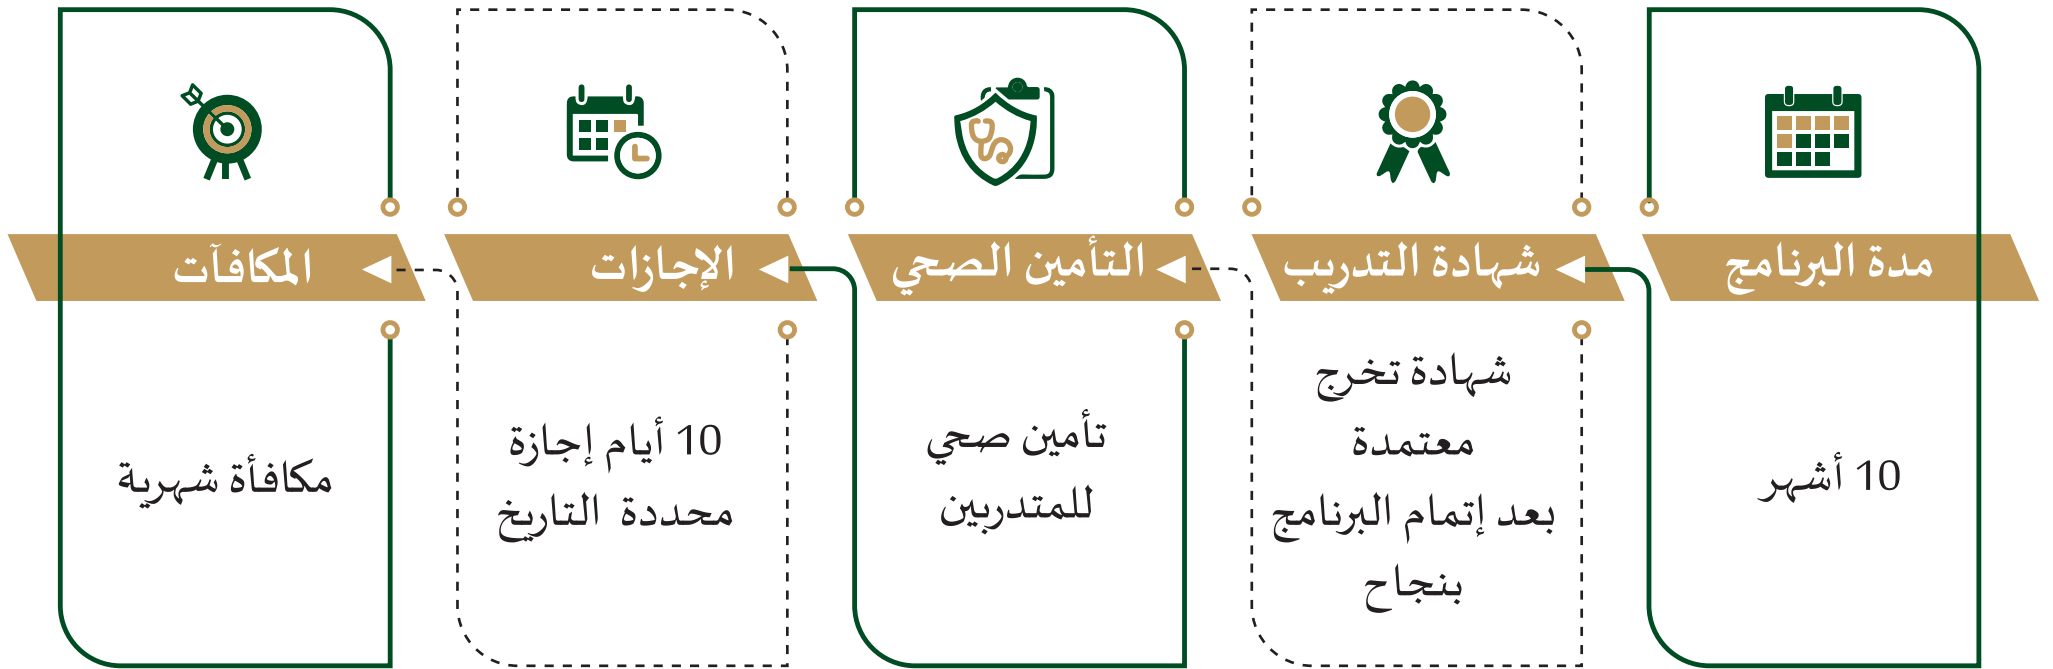 مدة البرنامج
10 أشهر
شهادة التدريب
شهادة تخرج
معتمدة
بعد إتمام البرنامج
بنجاح
التأمين الصحي
تأمين صحي
للمتدربين
الإجازات
10 أيام إجازة
محددة التاريخ
المكافآت
مكافأة شهرية